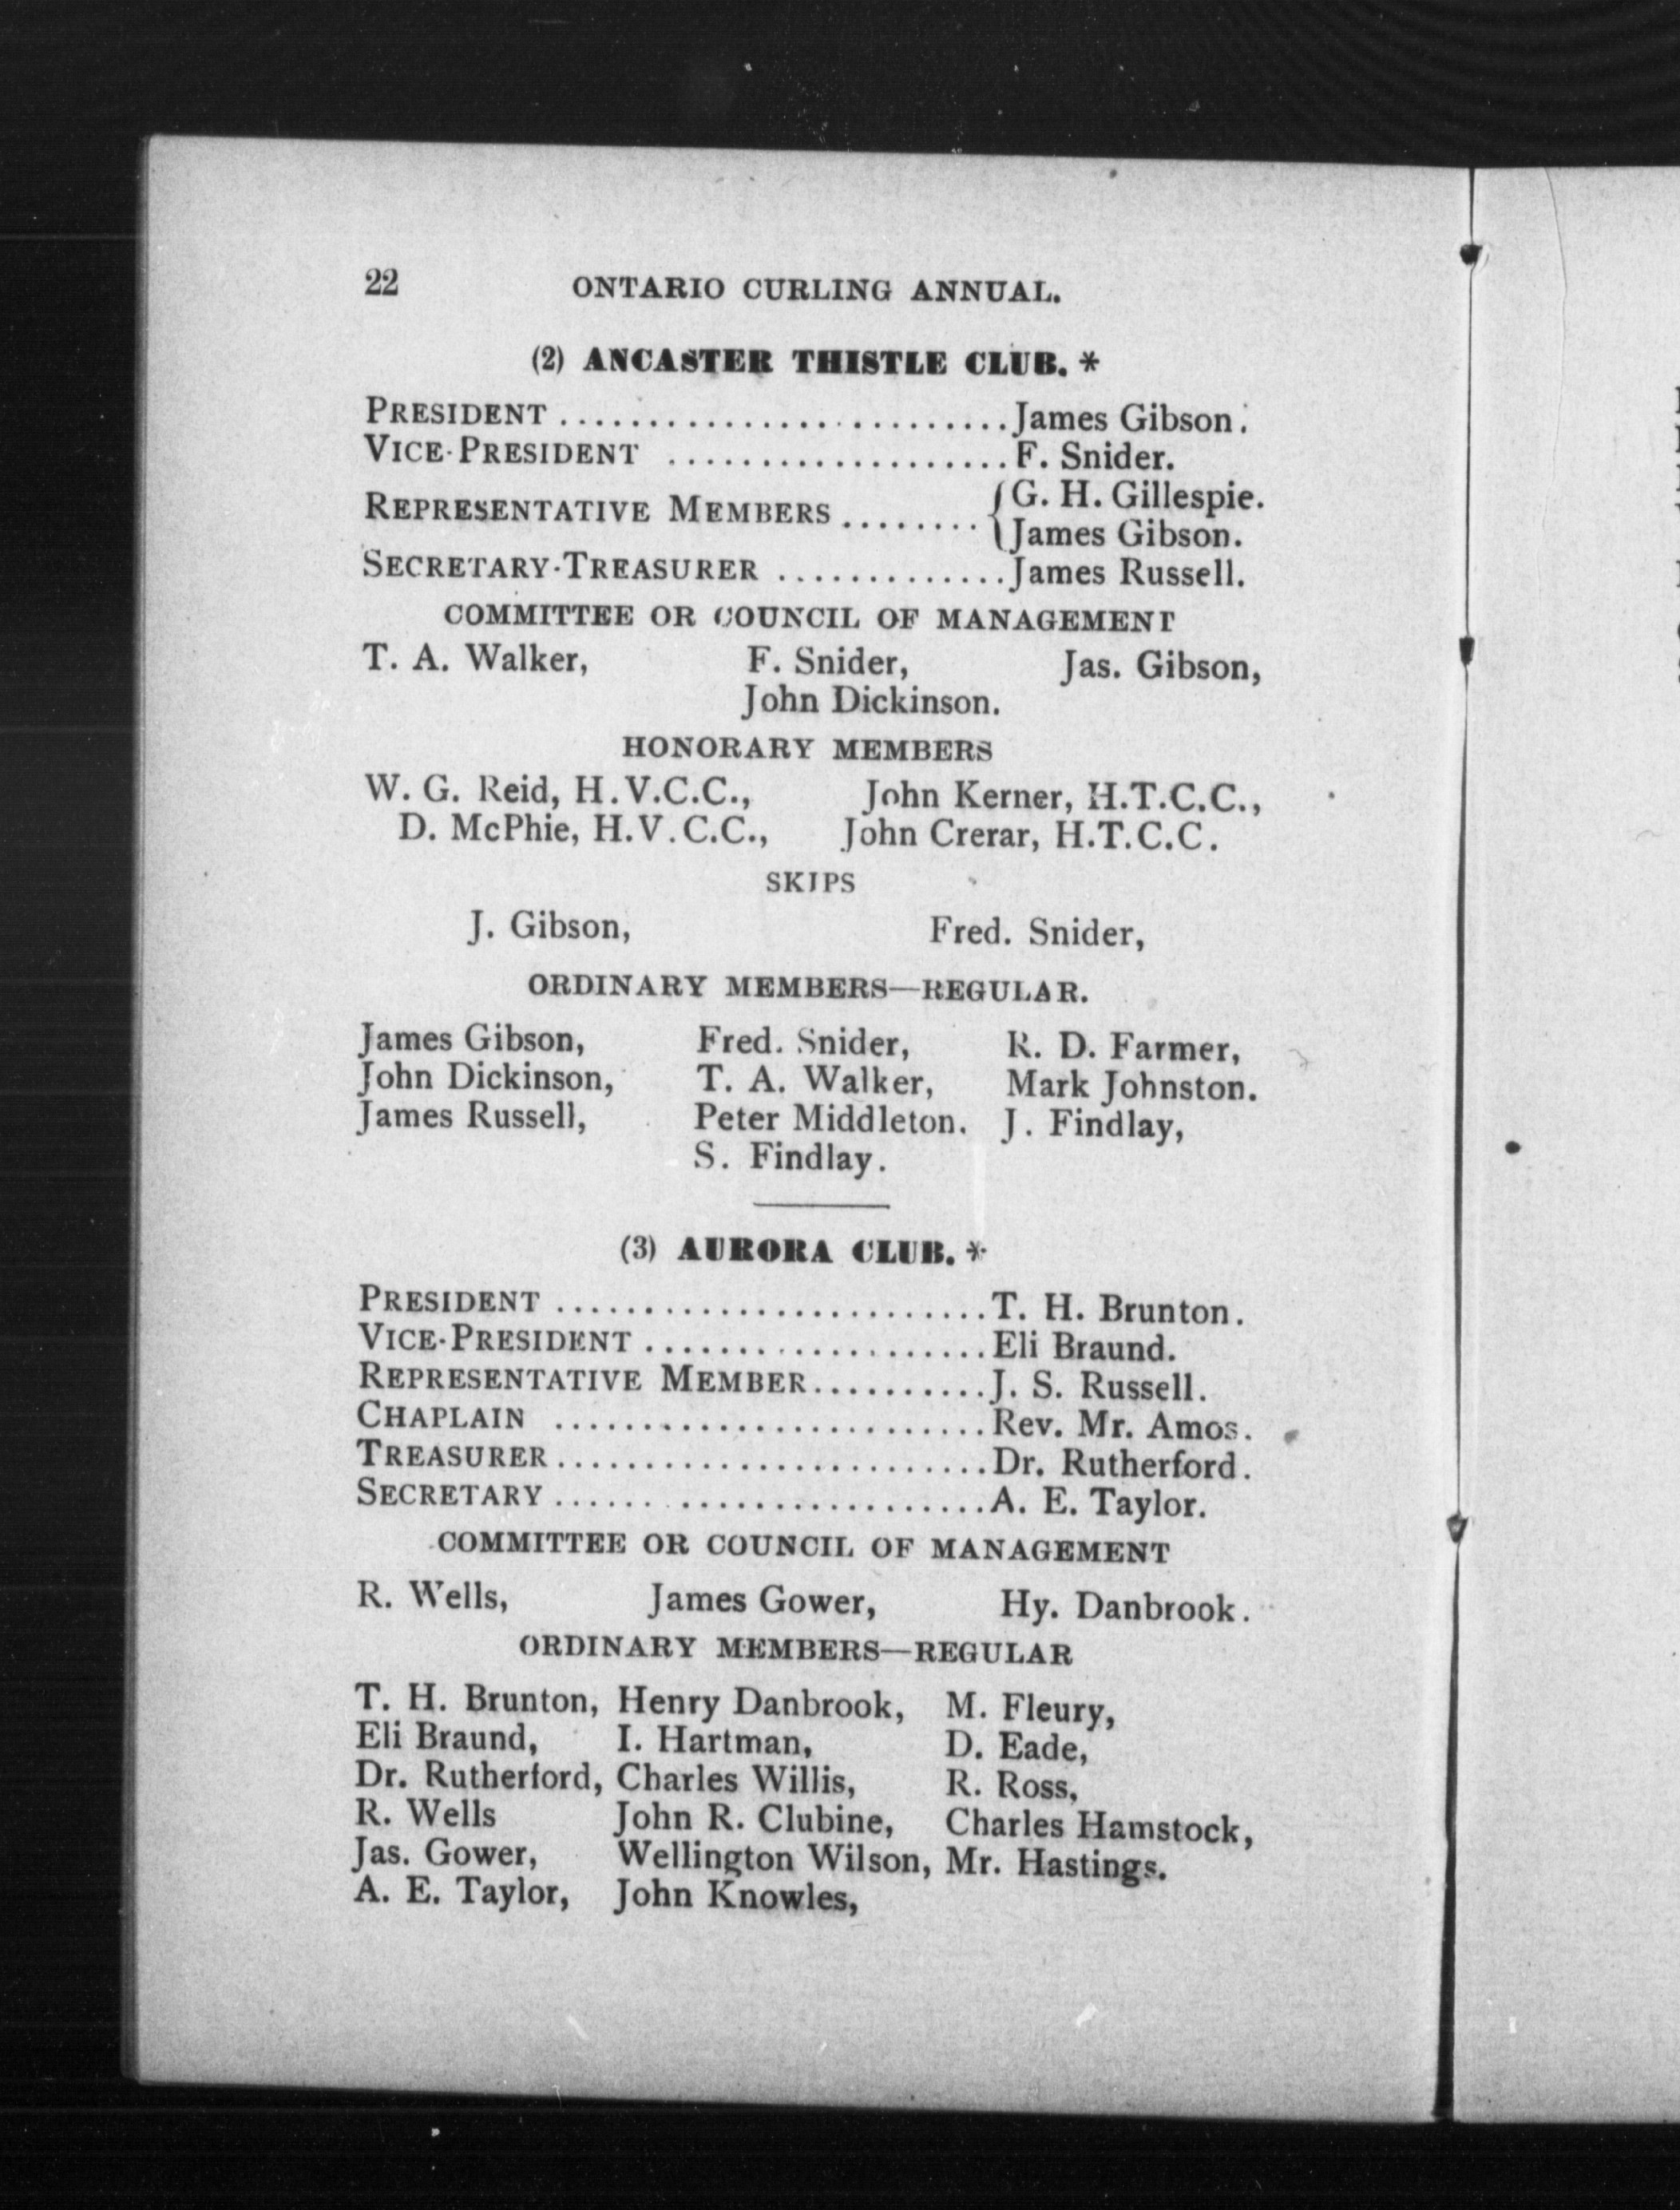 22 ONTARIO CURLING ANNUAL.
(2) ANCASTER THISTLE CLUB. *
PRESIDENT ........................... James Gibson.
VICE-PRESIDENT .................... F. Snider.
REPRESENTATIVE MEMBERS ........ { G. H. Gillespie.
James Gibson.
SECRETARY-TREASURER ............. James Russell.
COMMITTEE OR COUNCIL OF MANAGEMENT
T. A. Walker, F. Snider, Jas. Gibson,
John Dickinson.
HONORARY MEMBERS
W. G. Reid, H.V.C.C., John Kerner, H.T.C.C.,
D. McPhie, H.V.C.C., John Crerar, H.T.C.C.
SKIPS
J. Gibson, Fred. Snider,
ORDINARY MEMBERS—REGULAR.
James Gibson, Fred. Snider, R. D. Farmer,
John Dickinson, T. A. Walker, Mark Johnston.
James Russell, Peter Middleton. J. Findlay,
S. Findlay.
(3) AURORA CLUB. *
PRESIDENT ......................... T. H. Brunton.
VICE-PRESIDENT .................... Eli Braund.
REPRESENTATIVE MEMBER .......... J. S. Russell.
CHAPLAIN ......................... Rev. Mr. Amos.
TREASURER ......................... Dr. Rutherford.
SECRETARY ......................... A. E. Taylor.
COMMITTEE OR COUNCIL OF MANAGEMENT
R. Wells, James Gower, Hy. Danbrook.
ORDINARY MEMBERS—REGULAR
T. H. Brunton, Henry Danbrook, M. Fleury,
Eli Braund, I. Hartman, D. Eade,
Dr. Rutherford, Charles Willis, R. Ross,
R. Wells John R. Clubine, Charles Hamstock,
Jas. Gower, Wellington Wilson, Mr. Hastings.
A. E. Taylor, John Knowles,